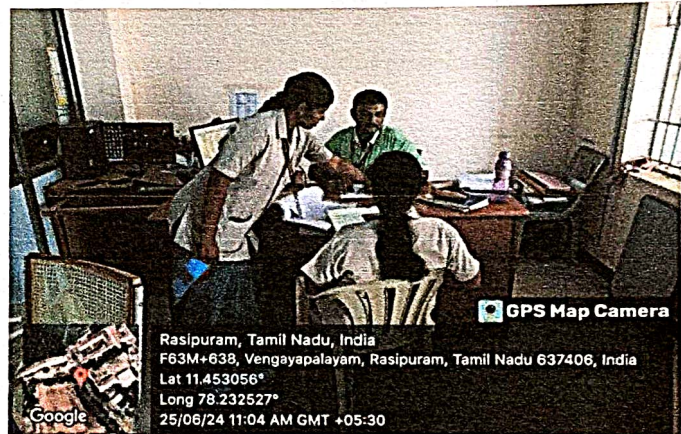 GPS Map Camera
Rasipuram, Tamil Nadu, India
F63M+638, Vengayapalayam, Rasipuram, Tamil Nadu 637406, India
Lat 11.453056°
Long 78.232527°
25/06/24 11:04 AM GMT +05:30
Google